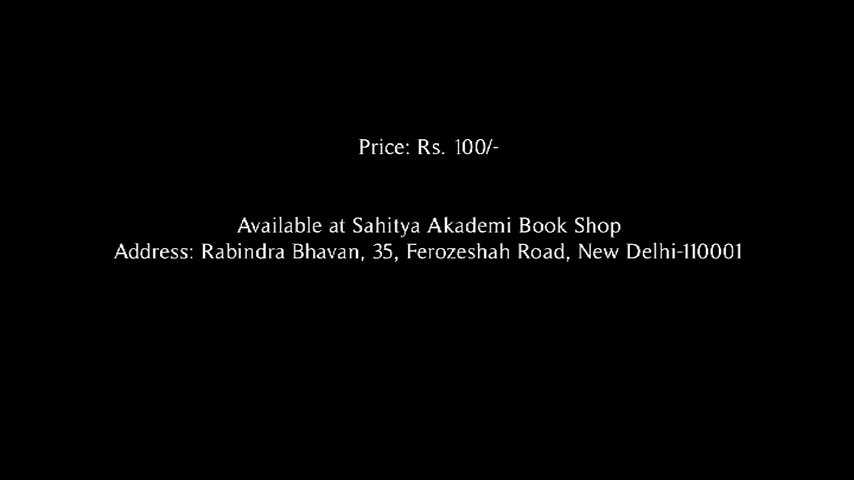 Price: Rs. 100/-
Available at Sahitya Akademi Book Shop
Address: Rabindra Bhavan, 35, Ferozeshah Road, New Delhi-110001